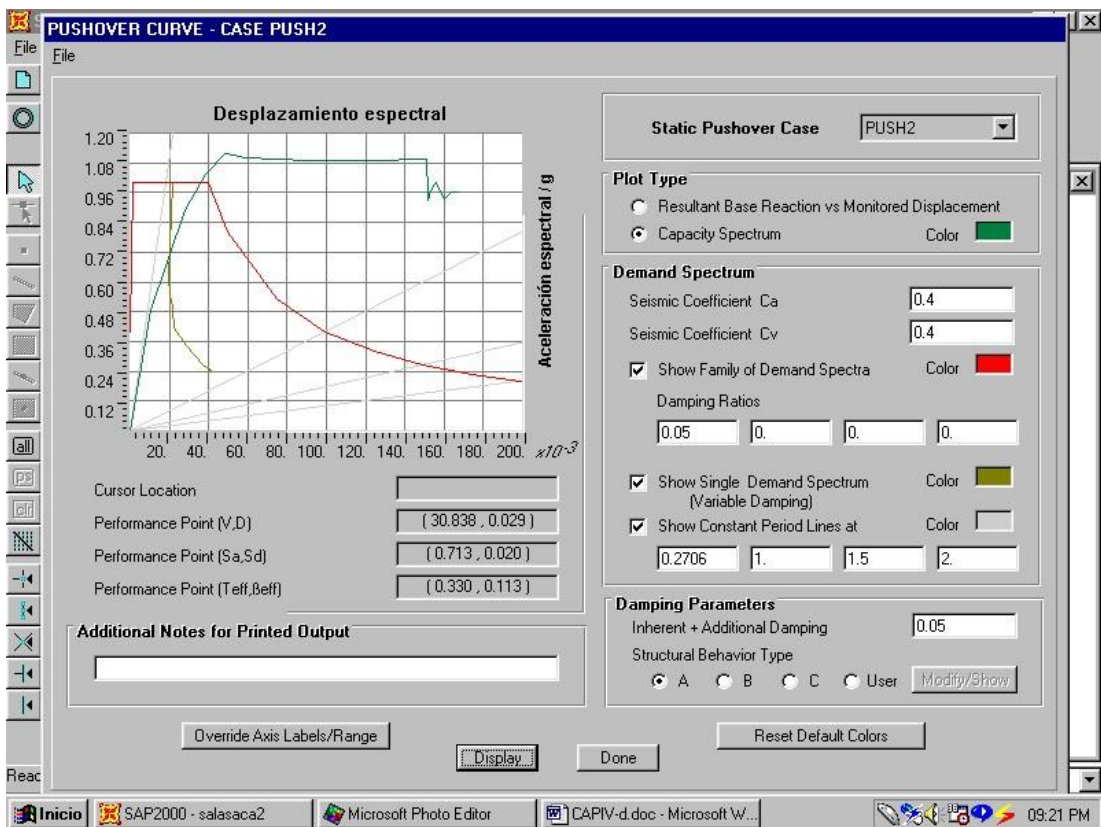 PUSHOVER CURVE - CASE PUSH2
File
File
Desplazamiento espectral
1.20
1.08
0.96
0.84
0.72
0.60
0.48
0.36
0.24
0.12
20. 40. 60. 80. 100. 120. 140. 160. 180. 200. x10-3
Aceleración espectral / g
Cursor Location
Performance Point (V,D) (30.838 , 0.029)
Performance Point (Sa,Sd) (0.713 , 0.020)
Performance Point (Teff,βeff) (0.330 , 0.113)
Additional Notes for Printed Output
Static Pushover Case PUSH2
Plot Type
Resultant Base Reaction vs Monitored Displacement
Capacity Spectrum Color
Demand Spectrum
Seismic Coefficient Ca 0.4
Seismic Coefficient Cv 0.4
Show Family of Demand Spectra Color
Damping Ratios
0.05 0. 0. 0.
Show Single Demand Spectrum Color
(Variable Damping)
Show Constant Period Lines at Color
0.2706 1. 1.5 2.
Damping Parameters
Inherent + Additional Damping 0.05
Structural Behavior Type
A B C User Modify/Show
Override Axis Labels/Range
Reset Default Colors
Display Done
all
ps
clr
Reac
Inicio SAP2000 - salasaca2 Microsoft Photo Editor CAPIV-d.doc - Microsoft W... 09:21 PM